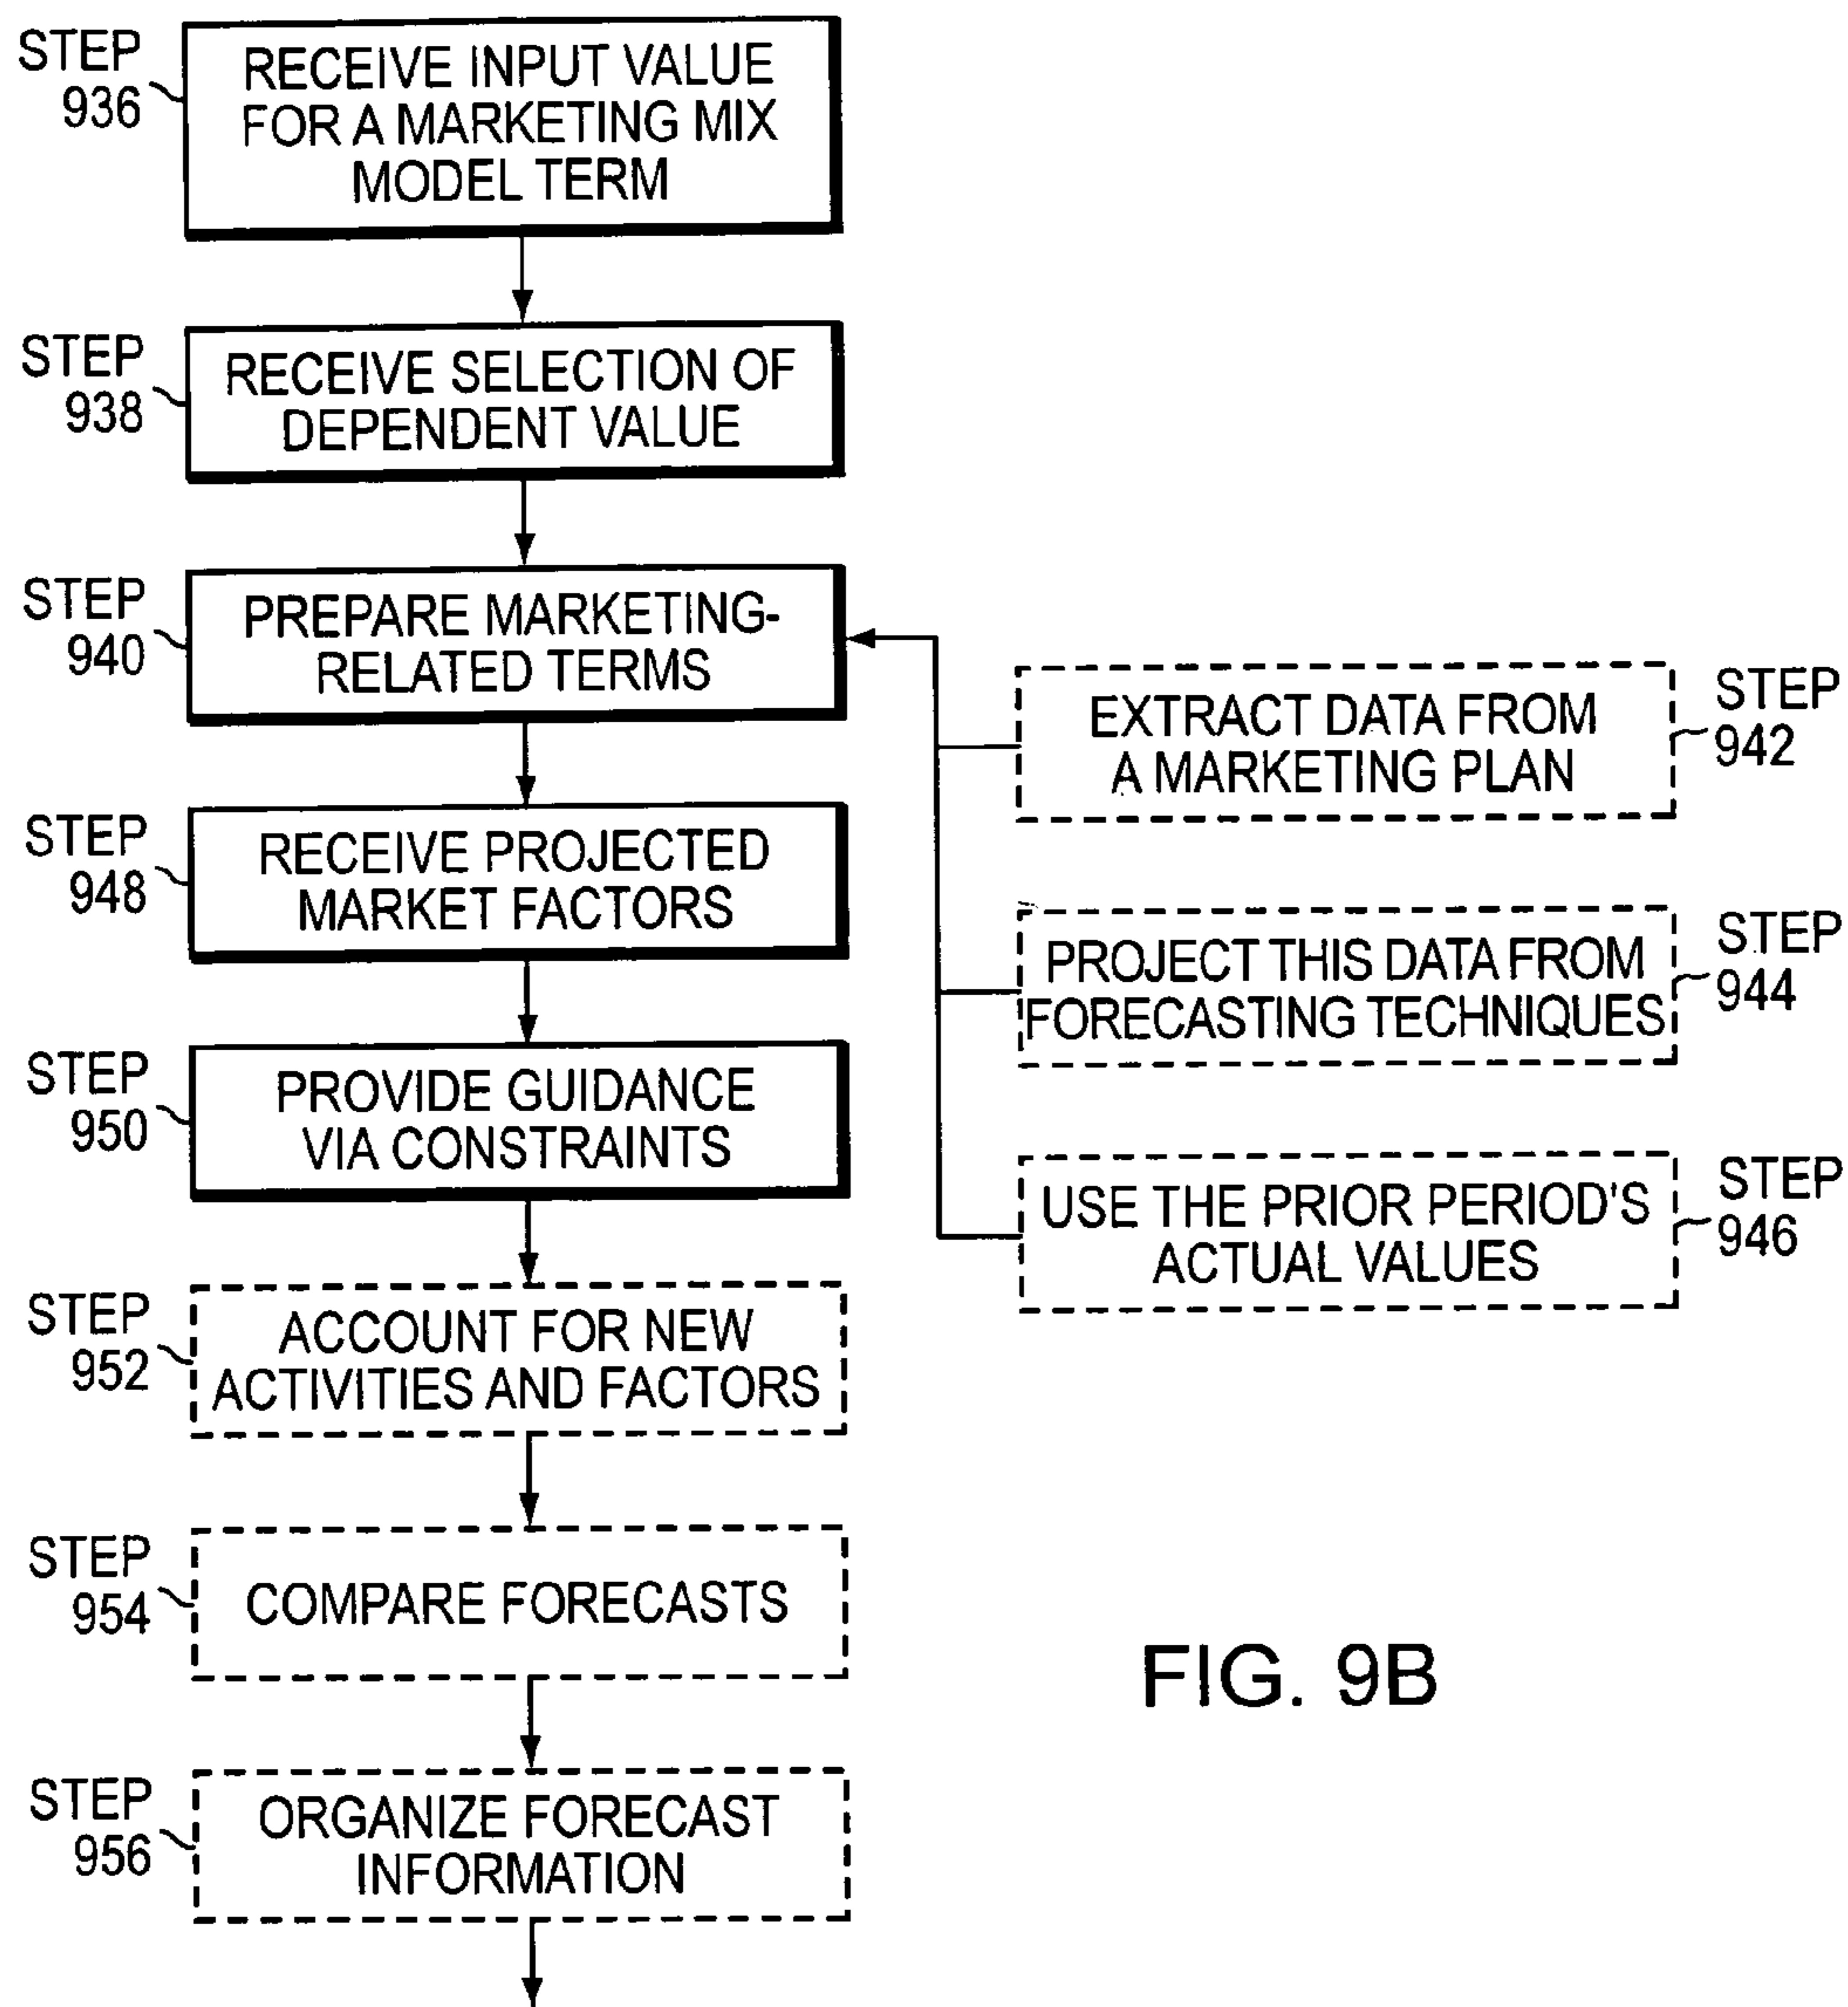 STEP
936
RECEIVE INPUT VALUE
FOR A MARKETING MIX
MODEL TERM
STEP
938
RECEIVE SELECTION OF
DEPENDENT VALUE
STEP
940
PREPARE MARKETING-
RELATED TERMS
EXTRACT DATA FROM
A MARKETING PLAN
STEP
942
STEP
948
RECEIVE PROJECTED
MARKET FACTORS
PROJECT THIS DATA FROM
FORECASTING TECHNIQUES
STEP
944
STEP
950
PROVIDE GUIDANCE
VIA CONSTRAINTS
USE THE PRIOR PERIOD'S
ACTUAL VALUES
STEP
946
STEP
952
ACCOUNT FOR NEW
ACTIVITIES AND FACTORS
STEP
954
COMPARE FORECASTS
FIG. 9B
STEP
956
ORGANIZE FORECAST
INFORMATION